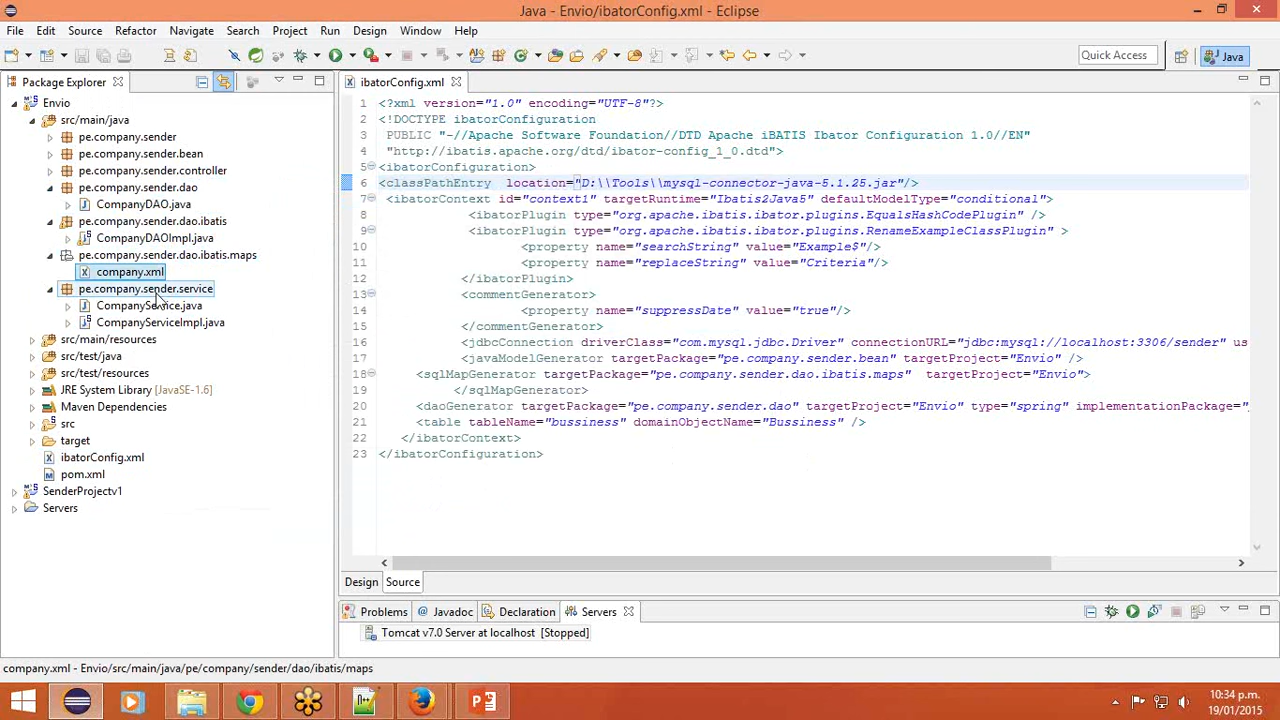 Java - Envio/ibatorConfig.xml - Eclipse
File Edit Source Refactor Navigate Search Project Run Design Window Help
Quick Access
Java
Package Explorer
Envio
src/main/java
pe.company.sender
pe.company.sender.bean
pe.company.sender.controller
pe.company.sender.dao
CompanyDAO.java
pe.company.sender.dao.ibatis
CompanyDAOImpl.java
pe.company.sender.dao.ibatis.maps
company.xml
pe.company.sender.service
CompanyService.java
CompanyServiceImpl.java
src/main/resources
src/test/java
src/test/resources
JRE System Library [JavaSE-1.6]
Maven Dependencies
src
target
ibatorConfig.xml
pom.xml
SenderProjectv1
Servers
ibatorConfig.xml
1 <?xml version="1.0" encoding="UTF-8"?>
2 <!DOCTYPE ibatorConfiguration
3 PUBLIC "-//Apache Software Foundation//DTD Apache iBATIS Ibator Configuration 1.0//EN"
4 "http://ibatis.apache.org/dtd/ibator-config_1_0.dtd">
5 <ibatorConfiguration>
6 <classPathEntry location="D:\\Tools\\mysql-connector-java-5.1.25.jar"/>
7 <ibatorContext id="context1" targetRuntime="Ibatis2Java5" defaultModelType="conditional">
8 <ibatorPlugin type="org.apache.ibatis.ibator.plugins.EqualsHashCodePlugin" />
9 <ibatorPlugin type="org.apache.ibatis.ibator.plugins.RenameExampleClassPlugin" >
10 <property name="searchString" value="Example$"/>
11 <property name="replaceString" value="Criteria"/>
12 </ibatorPlugin>
13 <commentGenerator>
14 <property name="suppressDate" value="true"/>
15 </commentGenerator>
16 <jdbcConnection driverClass="com.mysql.jdbc.Driver" connectionURL="jdbc:mysql://localhost:3306/sender" us
17 <javaModelGenerator targetPackage="pe.company.sender.bean" targetProject="Envio" />
18 <sqlMapGenerator targetPackage="pe.company.sender.dao.ibatis.maps" targetProject="Envio">
19 </sqlMapGenerator>
20 <daoGenerator targetPackage="pe.company.sender.dao" targetProject="Envio" type="spring" implementationPackage="
21 <table tableName="bussiness" domainObjectName="Bussiness" />
22 </ibatorContext>
23 </ibatorConfiguration>
Design Source
Problems Javadoc Declaration Servers
Tomcat v7.0 Server at localhost [Stopped]
company.xml - Envio/src/main/java/pe/company/sender/dao/ibatis/maps
10:34 p.m.
19/01/2015